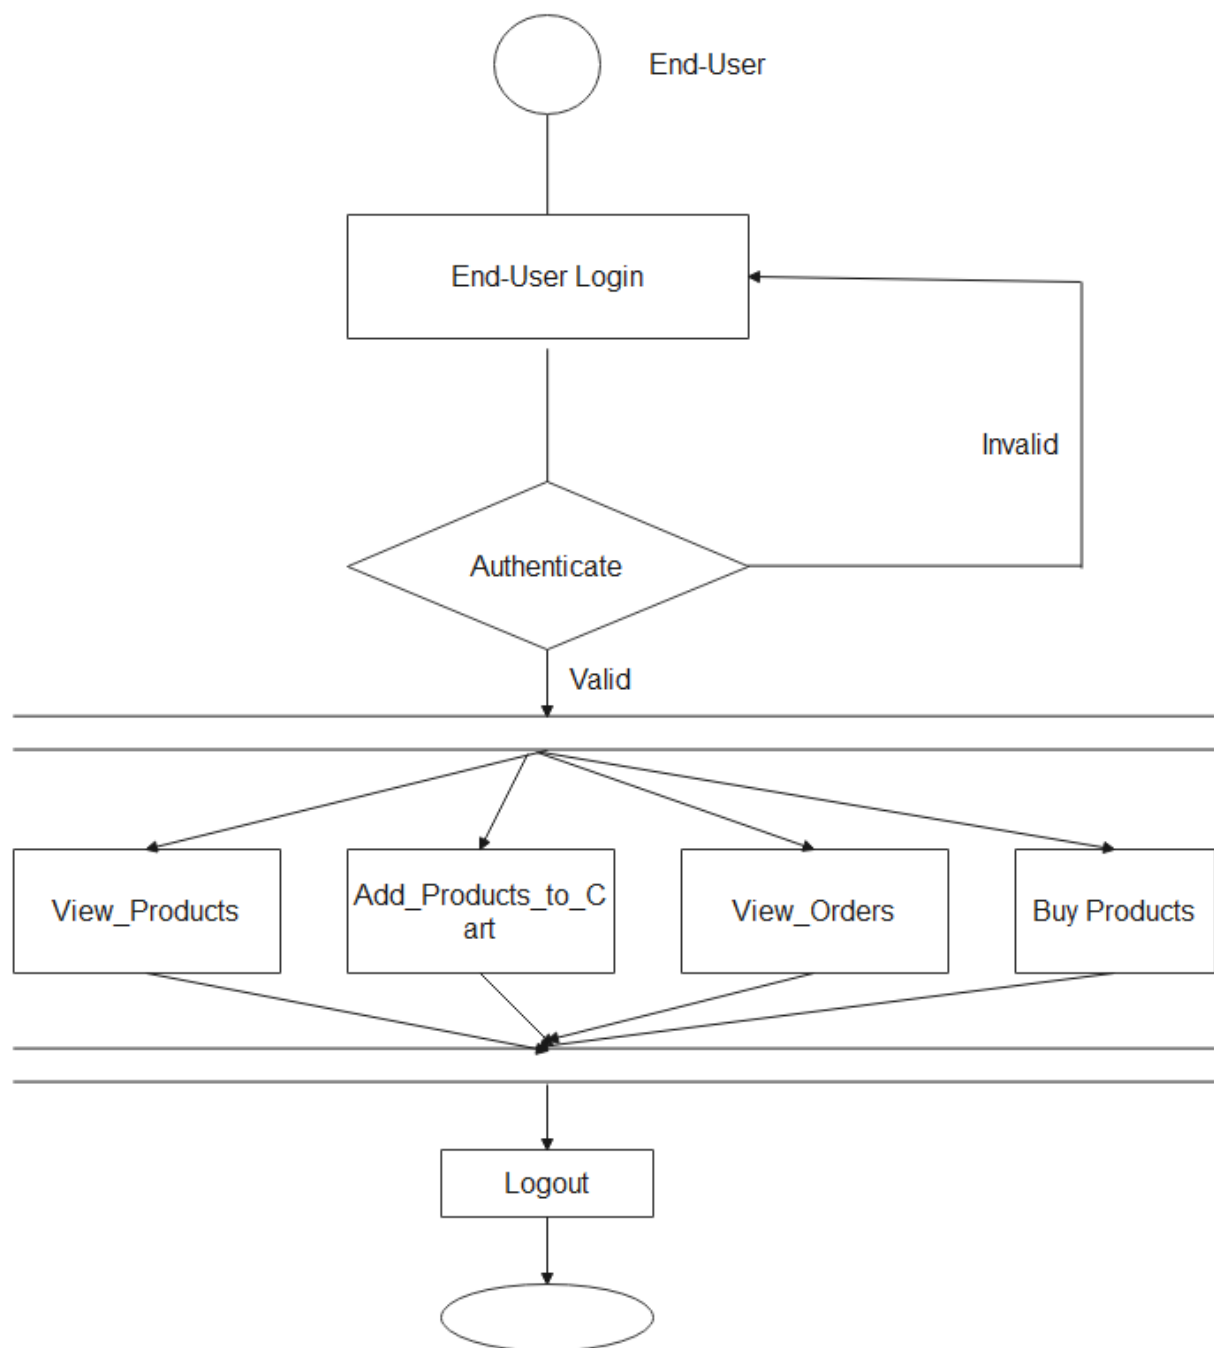 End-User
End-User Login
Invalid
Authenticate
Valid
View_Products
Add_Products_to_C
art
View_Orders
Buy Products
Logout